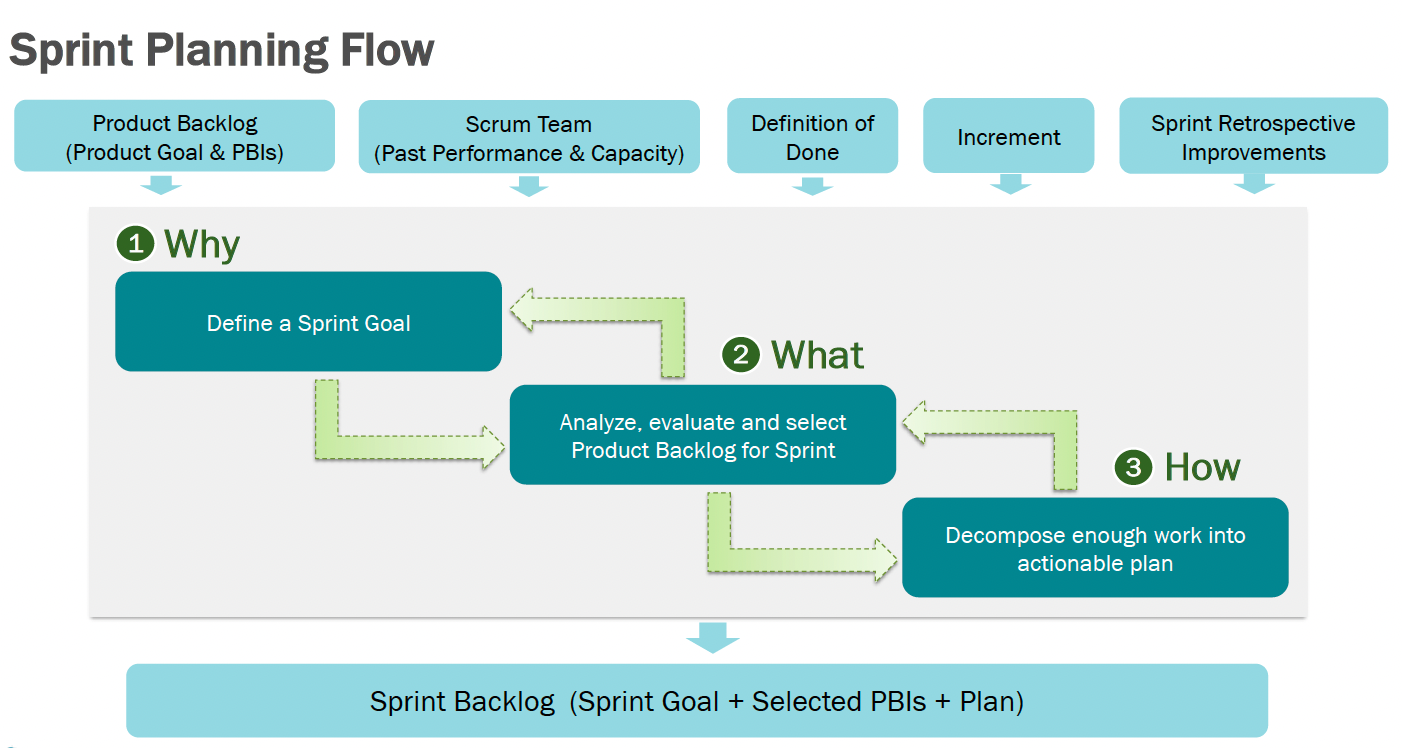 Sprint Planning Flow
Product Backlog
(Product Goal & PBIs)
Scrum Team
(Past Performance & Capacity)
Definition of
Done
Increment
Sprint Retrospective
Improvements
1 Why
Define a Sprint Goal
2 What
Analyze, evaluate and select
Product Backlog for Sprint
3 How
Decompose enough work into
actionable plan
Sprint Backlog (Sprint Goal + Selected PBIs + Plan)